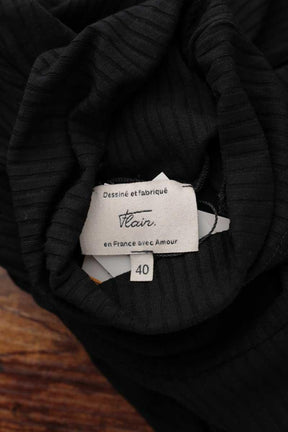 Dessiné et fabriqué
Flair.
en France avec Amour
40